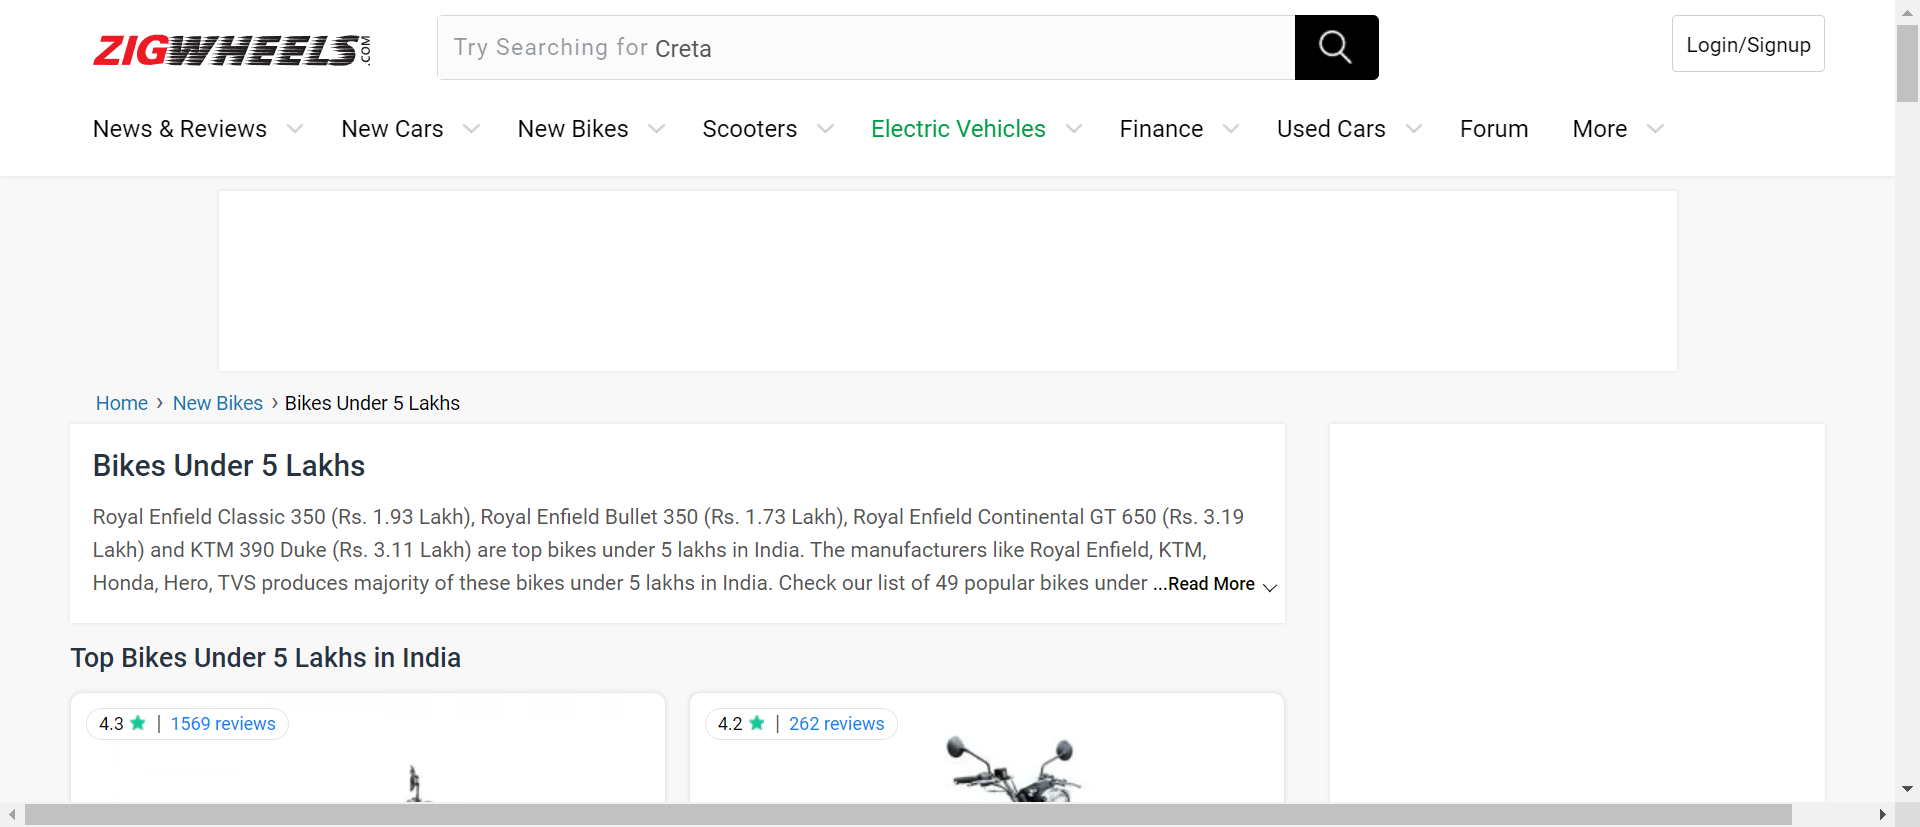 ZIGWHEELS.COM
Try Searching for Creta
Login/Signup
News & Reviews New Cars New Bikes Scooters Electric Vehicles Finance Used Cars Forum More
Home › New Bikes › Bikes Under 5 Lakhs
Bikes Under 5 Lakhs
Royal Enfield Classic 350 (Rs. 1.93 Lakh), Royal Enfield Bullet 350 (Rs. 1.73 Lakh), Royal Enfield Continental GT 650 (Rs. 3.19
Lakh) and KTM 390 Duke (Rs. 3.11 Lakh) are top bikes under 5 lakhs in India. The manufacturers like Royal Enfield, KTM,
Honda, Hero, TVS produces majority of these bikes under 5 lakhs in India. Check our list of 49 popular bikes under ...Read More
Top Bikes Under 5 Lakhs in India
4.3 ★ | 1569 reviews
4.2 ★ | 262 reviews